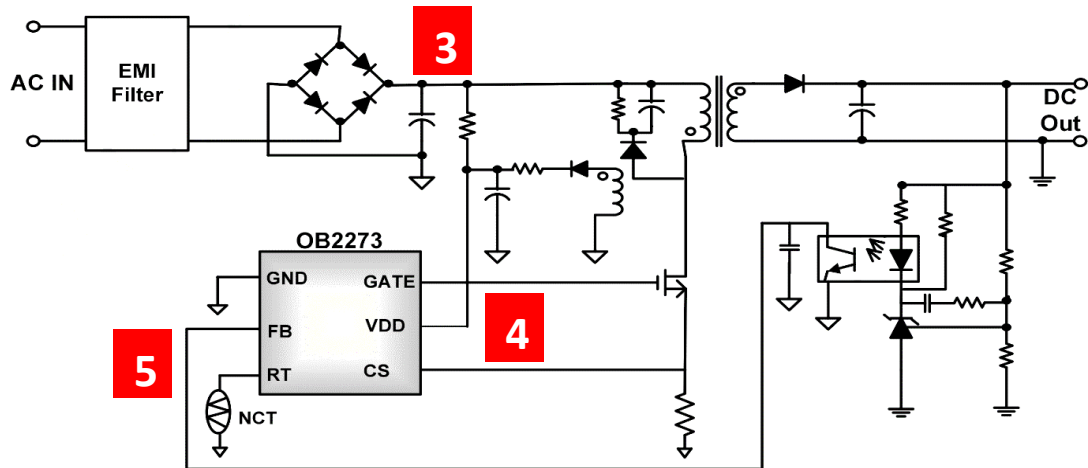 3
AC IN
EMI
Filter
DC
Out
OB2273
GND
GATE
FB
VDD
4
5
RT
CS
NCT